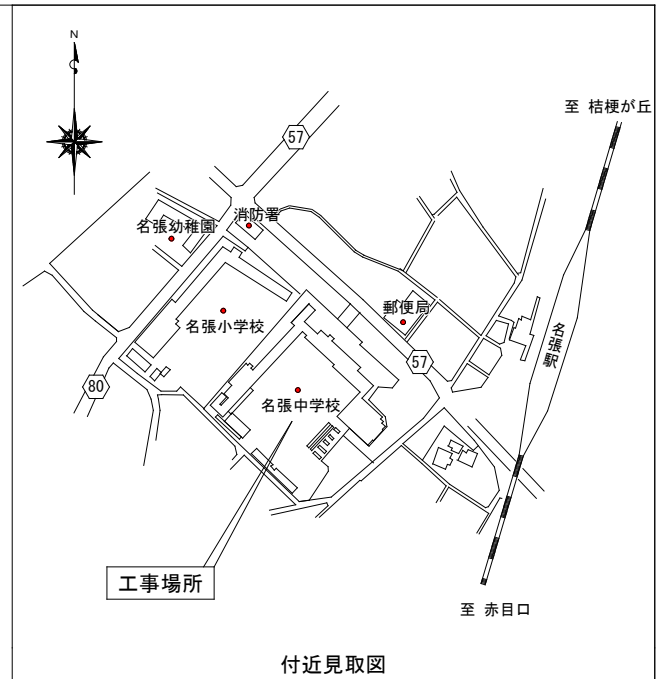 N
至 桔梗が丘
57
消防署
名張幼稚園
郵便局
名張小学校
名張駅
57
80
名張中学校
工事場所
至 赤目口
付近見取図